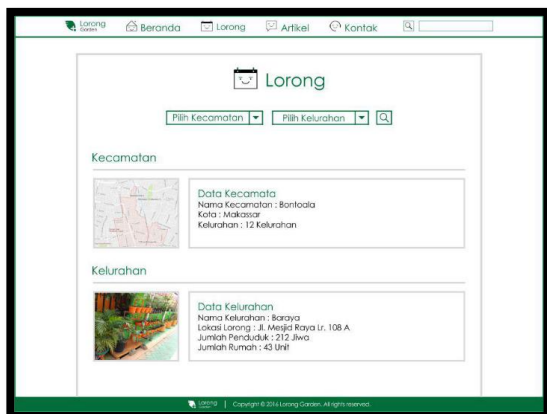 Lorong
Garden
Beranda
Lorong
Artikel
Kontak
Lorong
Pilih Kecamatan
Pilih Kelurahan
Kecamatan
Data Kecamata
Nama Kecamatan : Bontoala
Kota : Makassar
Kelurahan : 12 Kelurahan
Kelurahan
Data Kelurahan
Nama Kelurahan : Baraya
Lokasi Lorong : Jl. Mesjid Raya Lr. 108 A
Jumlah Penduduk : 212 Jiwa
Jumlah Rumah : 43 Unit
Lorong
Garden
Copyright © 2016 Lorong Garden. All rights reserved.